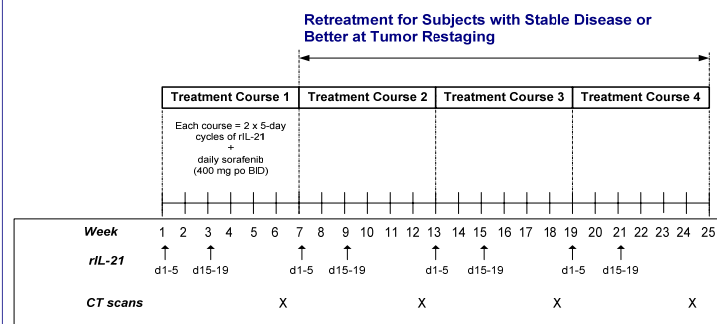 Retreatment for Subjects with Stable Disease or
Better at Tumor Restaging
Treatment Course 1 Treatment Course 2 Treatment Course 3 Treatment Course 4
Each course = 2 x 5-day
cycles of rIL-21
+
daily sorafenib
(400 mg po BID)
Week 1 2 3 4 5 6 7 8 9 10 11 12 13 14 15 16 17 18 19 20 21 22 23 24 25
rIL-21
d1-5 d15-19 d1-5 d15-19 d1-5 d15-19 d1-5 d15-19
CT scans X X X X